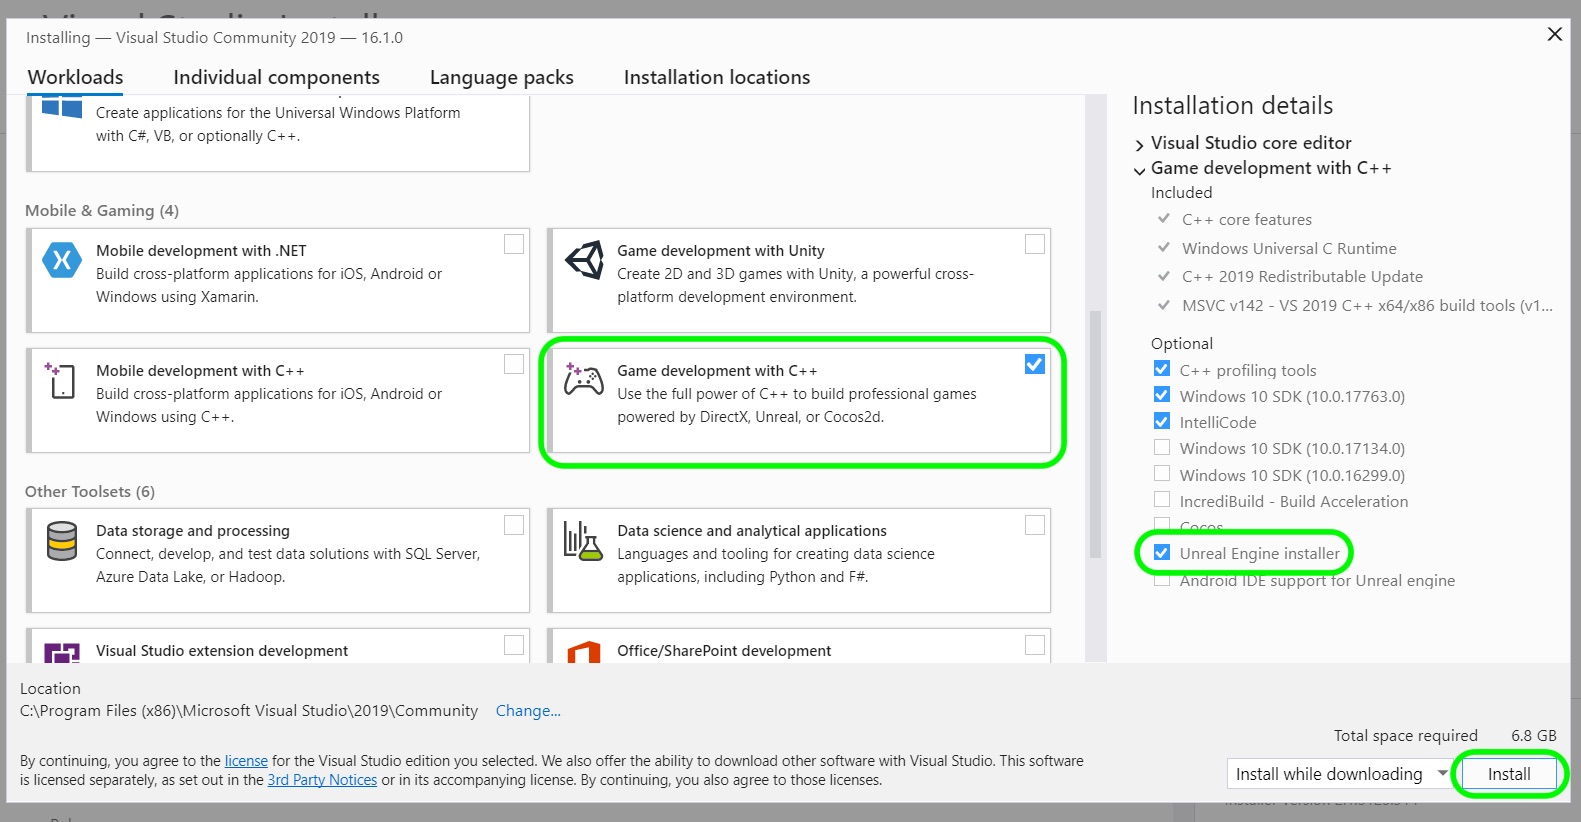 Installing — Visual Studio Community 2019 — 16.1.0
Workloads
Individual components
Language packs
Installation locations
Create applications for the Universal Windows Platform
with C#, VB, or optionally C++.
Mobile & Gaming (4)
Mobile development with .NET
Build cross-platform applications for iOS, Android or
Windows using Xamarin.
Game development with Unity
Create 2D and 3D games with Unity, a powerful cross-
platform development environment.
Mobile development with C++
Build cross-platform applications for iOS, Android or
Windows using C++.
Game development with C++
Use the full power of C++ to build professional games
powered by DirectX, Unreal, or Cocos2d.
Other Toolsets (6)
Data storage and processing
Connect, develop, and test data solutions with SQL Server,
Azure Data Lake, or Hadoop.
Data science and analytical applications
Languages and tooling for creating data science
applications, including Python and F#.
Visual Studio extension development
Office/SharePoint development
Installation details
Visual Studio core editor
Game development with C++
Included
C++ core features
Windows Universal C Runtime
C++ 2019 Redistributable Update
MSVC v142 - VS 2019 C++ x64/x86 build tools (v1...
Optional
C++ profiling tools
Windows 10 SDK (10.0.17763.0)
IntelliCode
Windows 10 SDK (10.0.17134.0)
Windows 10 SDK (10.0.16299.0)
IncrediBuild - Build Acceleration
Cocos
Unreal Engine installer
Android IDE support for Unreal engine
Location
C:\Program Files (x86)\Microsoft Visual Studio\2019\Community
Change...
Total space required 6.8 GB
By continuing, you agree to the license for the Visual Studio edition you selected. We also offer the ability to download other software with Visual Studio. This software
is licensed separately, as set out in the 3rd Party Notices or in its accompanying license. By continuing, you also agree to those licenses.
Install while downloading
Install